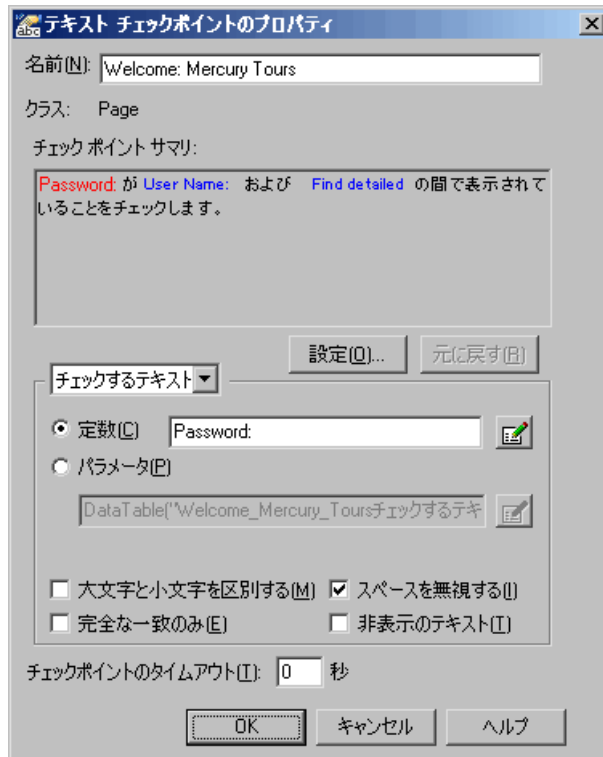 テキスト チェックポイントのプロパティ
名前(N): Welcome: Mercury Tours
クラス: Page
チェック ポイント サマリ:
Password: が User Name: および Find detailed の間で表示されて
いることをチェックします。
設定(O)... 元に戻す(R)
チェックするテキスト
定数(C) Password:
パラメータ(P)
DataTable("Welcome_Mercury_Toursチェックするテキ
大文字と小文字を区別する(M) スペースを無視する(I)
完全な一致のみ(E) 非表示のテキスト(T)
チェックポイントのタイムアウト(T): 0 秒
OK キャンセル ヘルプ